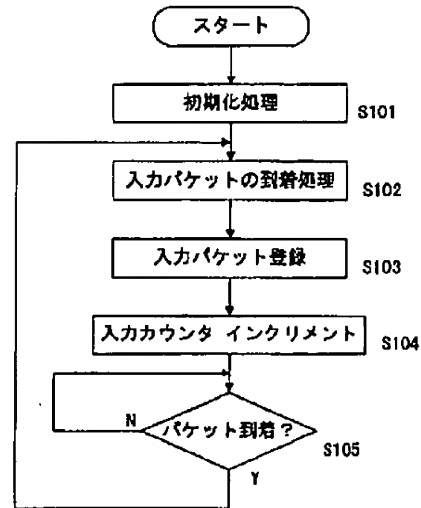 スタート
初期化処理
S101
入力パケットの到着処理
S102
入力パケット登録
S103
入力カウンタ インクリメント
S104
N
パケット到着?
S105
Y